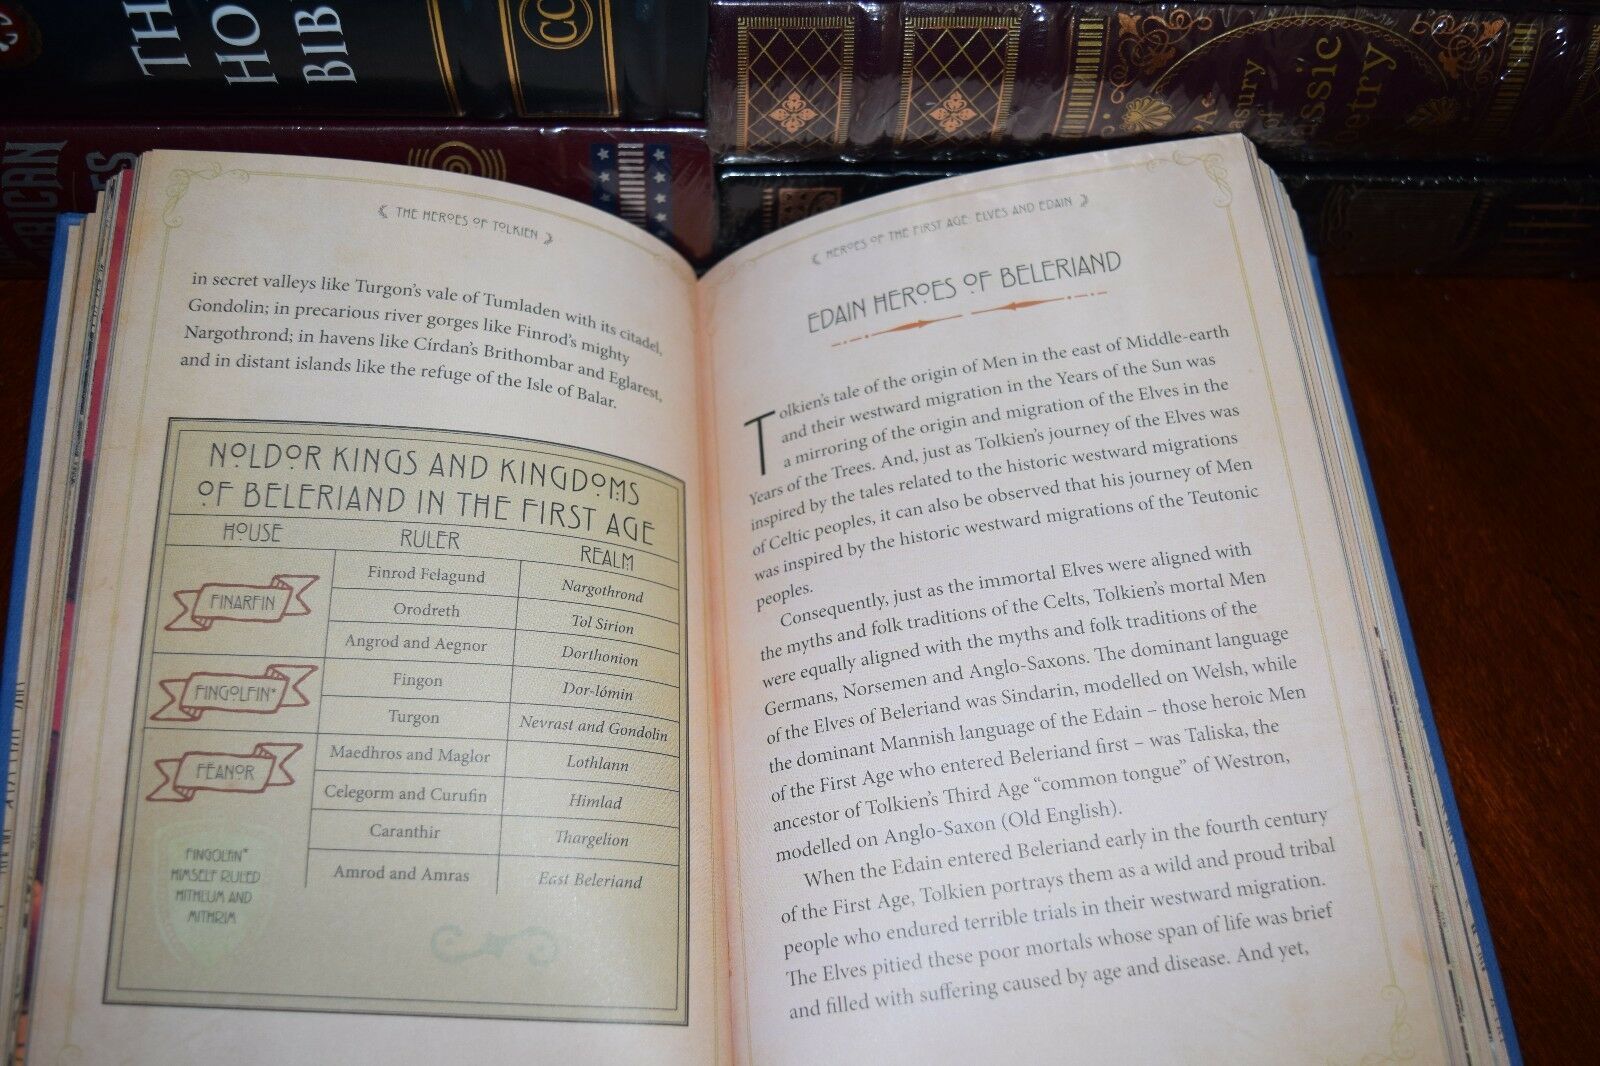 TH
HO
BIB
CO
RICAN
ES
PA
sbury
of
assic
etry
THE HEROES OF TOLKIEN
in secret valleys like Turgon's vale of Tumladen with its citadel,
Gondolin; in precarious river gorges like Finrod's mighty
Nargothrond; in havens like Círdan's Brithombar and Eglarest,
and in distant islands like the refuge of the Isle of Balar.
NOLDOR KINGS AND KINGDOMS
OF BELERIAND IN THE FIRST AGE
HOUSE RULER REALM
FINARFIN
Finrod Felagund Nargothrond
Orodreth Tol Sirion
Angrod and Aegnor Dorthonion
FINGOLFIN*
Fingon Dor-lómin
Turgon Nevrast and Gondolin
FËANOR
Maedhros and Maglor Lothlann
Celegorm and Curufin Himlad
Caranthir Thargelion
Amrod and Amras East Beleriand
FINGOLFIN*
HIMSELF RULED
HITHLUM AND
MITHRIM
HEROES OF THE FIRST AGE: ELVES AND EDAIN
EDAIN HEROES OF BELERIAND
Tolkien's tale of the origin of Men in the east of Middle-earth
and their westward migration in the Years of the Sun was
a mirroring of the origin and migration of the Elves in the
Years of the Trees. And, just as Tolkien's journey of the Elves was
inspired by the tales related to the historic westward migrations
of Celtic peoples, it can also be observed that his journey of Men
was inspired by the historic westward migrations of the Teutonic
peoples.
Consequently, just as the immortal Elves were aligned with
the myths and folk traditions of the Celts, Tolkien's mortal Men
were equally aligned with the myths and folk traditions of the
Germans, Norsemen and Anglo-Saxons. The dominant language
of the Elves of Beleriand was Sindarin, modelled on Welsh, while
the dominant Mannish language of the Edain – those heroic Men
of the First Age who entered Beleriand first – was Taliska, the
ancestor of Tolkien's Third Age "common tongue" of Westron,
modelled on Anglo-Saxon (Old English).
When the Edain entered Beleriand early in the fourth century
of the First Age, Tolkien portrays them as a wild and proud tribal
people who endured terrible trials in their westward migration.
The Elves pitied these poor mortals whose span of life was brief
and filled with suffering caused by age and disease. And yet,